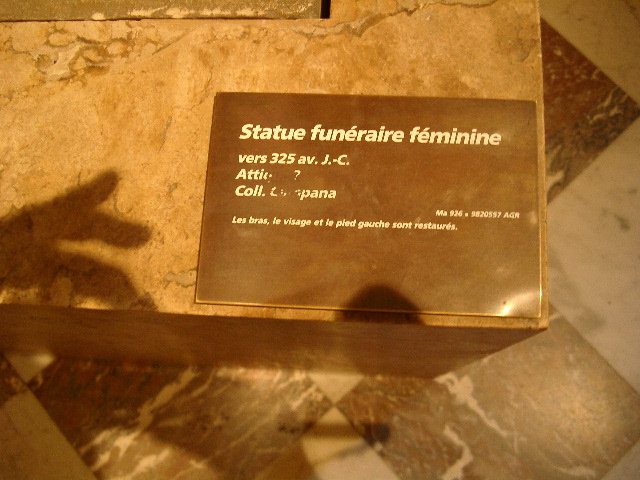 Statue funéraire féminine
vers 325 av. J.-C.
?
Coll.
Ma 926 • 9820557 AGR
Les bras, le visage et le pied gauche sont restaurés.